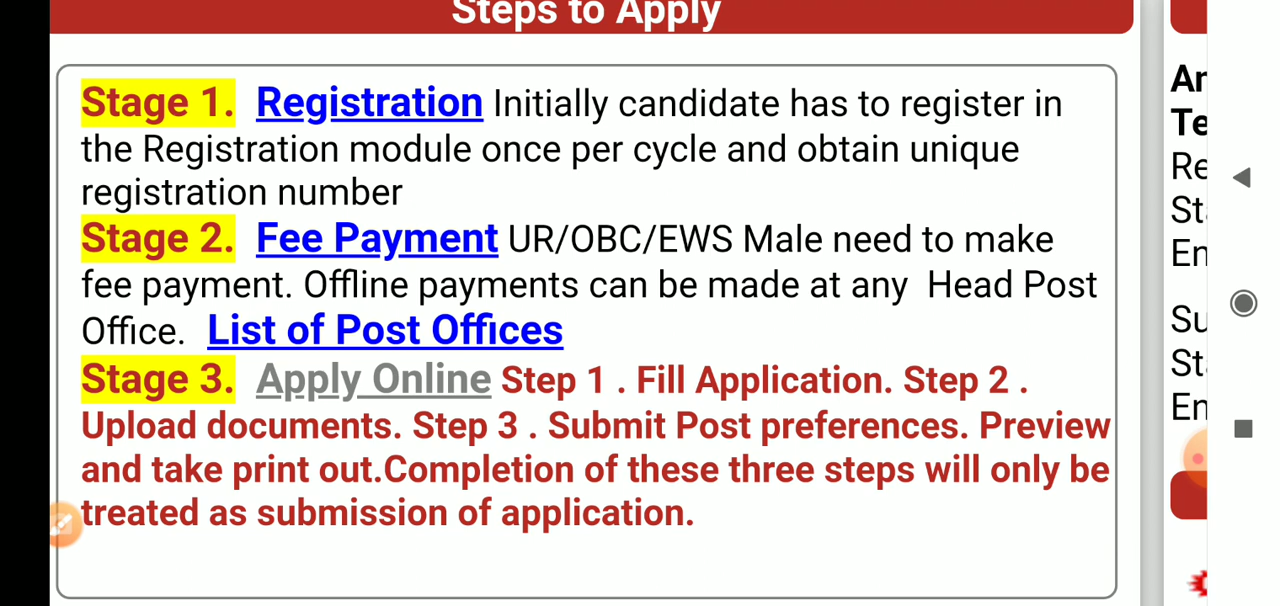 Steps to Apply
Stage 1. Registration Initially candidate has to register in
the Registration module once per cycle and obtain unique
registration number
Stage 2. Fee Payment UR/OBC/EWS Male need to make
fee payment. Offline payments can be made at any Head Post
Office. List of Post Offices
Stage 3. Apply Online Step 1 . Fill Application. Step 2 .
Upload documents. Step 3 . Submit Post preferences. Preview
and take print out.Completion of these three steps will only be
treated as submission of application.